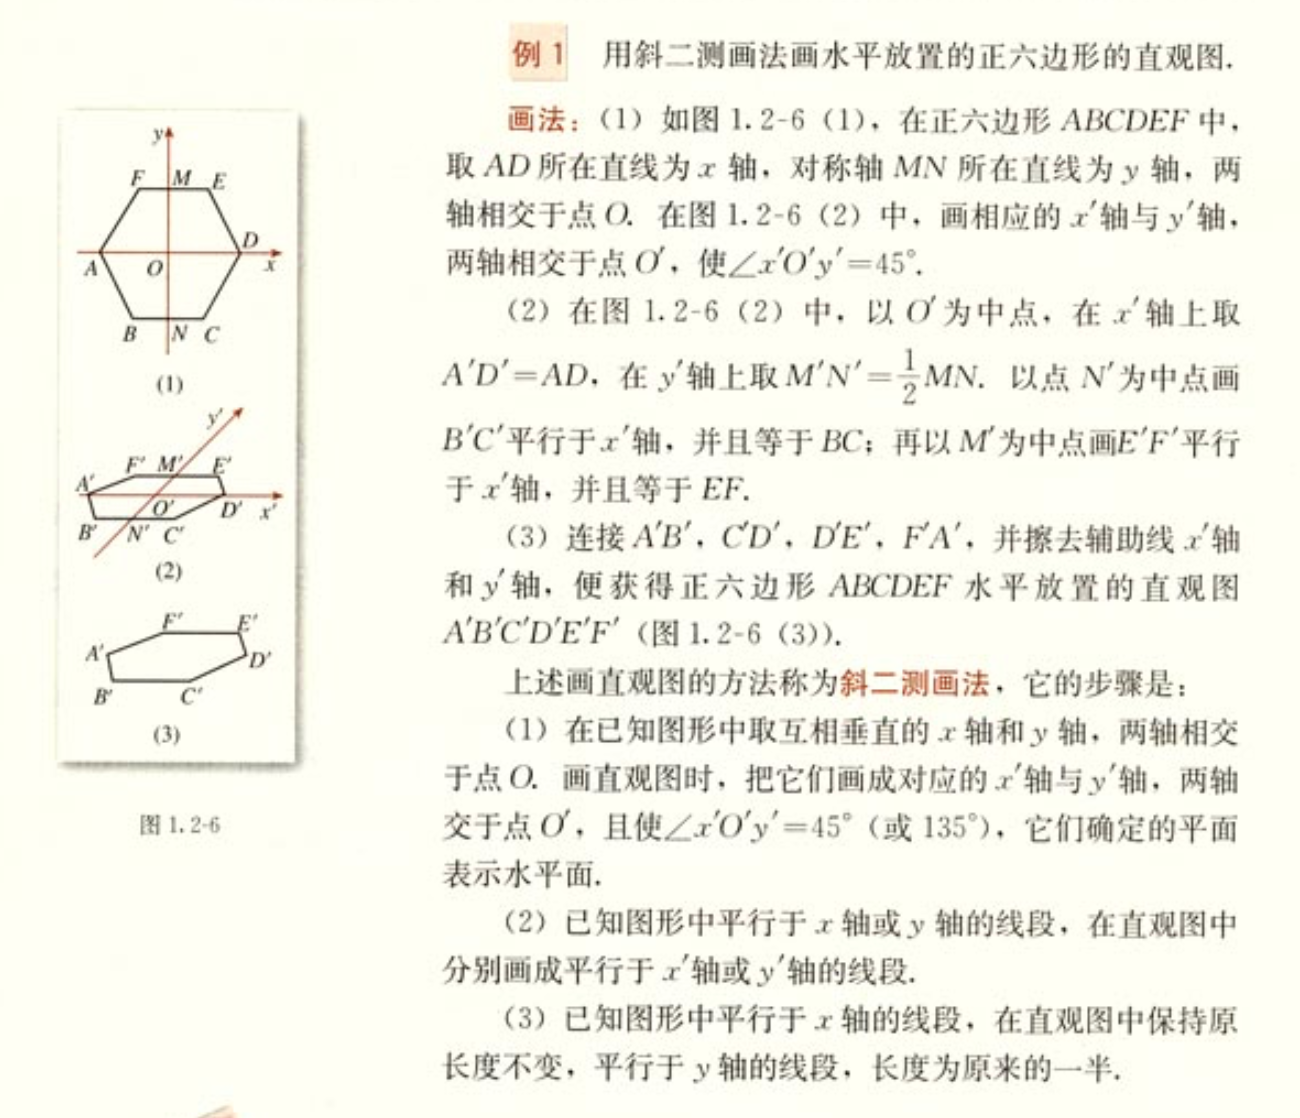 例 1 用斜二测画法画水平放置的正六边形的直观图.
画法：(1) 如图 1.2-6 (1)，在正六边形 ABCDEF 中，
取 AD 所在直线为 x 轴，对称轴 MN 所在直线为 y 轴，两
轴相交于点 O. 在图 1.2-6 (2) 中，画相应的 x′轴与 y′轴，
两轴相交于点 O′，使∠x′O′y′=45°.
(2) 在图 1.2-6 (2) 中，以 O′为中点，在 x′轴上取
A′D′=AD，在 y′轴上取 M′N′=1/2 MN. 以点 N′为中点画
B′C′平行于 x′轴，并且等于 BC；再以 M′为中点画E′F′平行
于 x′轴，并且等于 EF.
(3) 连接 A′B′，C′D′，D′E′，F′A′，并擦去辅助线 x′轴
和 y′轴，便获得正六边形 ABCDEF 水平放置的直观图
A′B′C′D′E′F′ (图 1.2-6 (3)).
上述画直观图的方法称为斜二测画法，它的步骤是：
(1) 在已知图形中取互相垂直的 x 轴和 y 轴，两轴相交
于点 O. 画直观图时，把它们画成对应的 x′轴与 y′轴，两轴
交于点 O′，且使∠x′O′y′=45° (或 135°)，它们确定的平面
表示水平面.
(2) 已知图形中平行于 x 轴或 y 轴的线段，在直观图中
分别画成平行于 x′轴或 y′轴的线段.
(3) 已知图形中平行于 x 轴的线段，在直观图中保持原
长度不变，平行于 y 轴的线段，长度为原来的一半.
y
F M E
D
A O x
B N C
(1)
y′
F′ M′ E′
A′
O′ D′ x′
B′ N′ C′
(2)
F′ E′
A′ D′
B′ C′
(3)
图 1.2-6